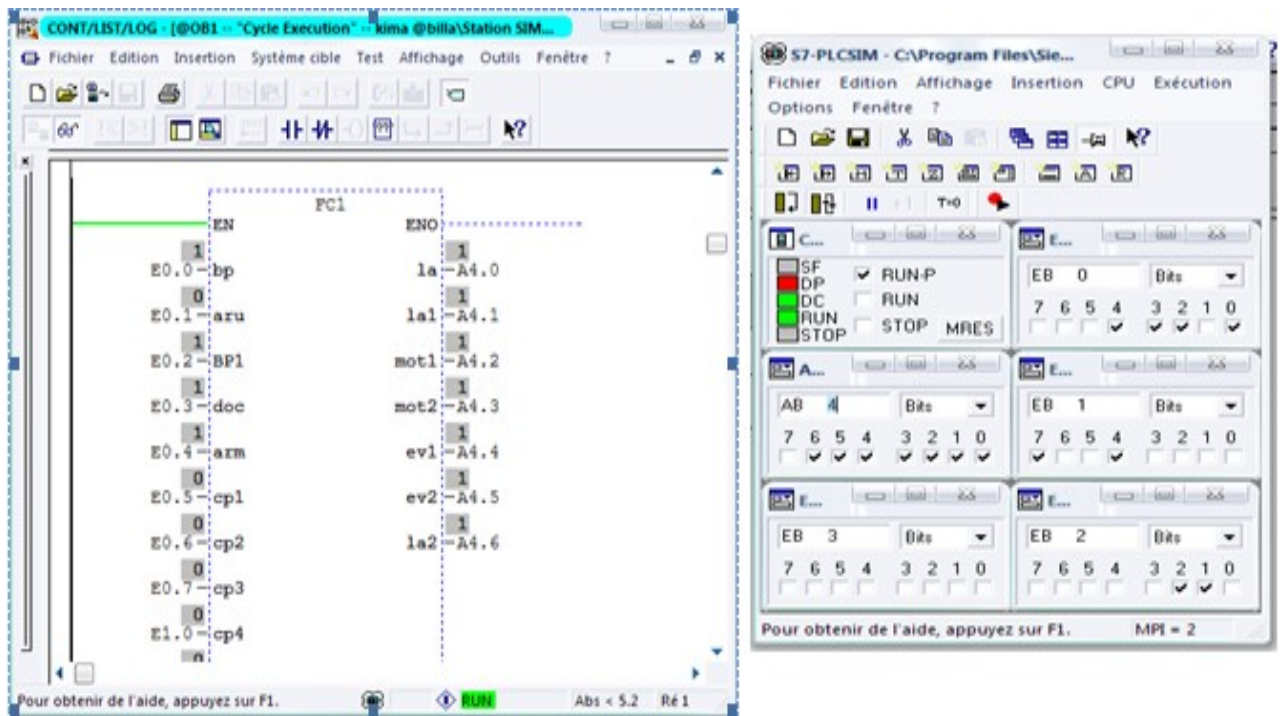 CONT/LIST/LOG - [@OB1 -- "Cycle Execution" -- kima @billa\Station SIM...
Fichier Edition Insertion Système cible Test Affichage Outils Fenêtre ?
FC1
EN ENO
1 1
E0.0 bp la A4.0
0 1
E0.1 aru la1 A4.1
1 1
E0.2 BP1 mot1 A4.2
1 1
E0.3 doc mot2 A4.3
1 1
E0.4 arm ev1 A4.4
0 1
E0.5 cp1 ev2 A4.5
0 1
E0.6 cp2 la2 A4.6
0
E0.7 cp3
0
E1.0 cp4
0
Pour obtenir de l'aide, appuyez sur F1. RUN Abs < 5.2 Ré 1
S7-PLCSIM - C:\Program Files\Sie...
Fichier Edition Affichage Insertion CPU Exécution
Options Fenêtre ?
T=0
C...
SF
DP
DC
RUN
STOP
RUN-P
RUN
STOP MRES
E...
EB 0 Bits
7 6 5 4 3 2 1 0
A...
AB 4 Bits
7 6 5 4 3 2 1 0
E...
EB 1 Bits
7 6 5 4 3 2 1 0
E...
EB 3 Bits
7 6 5 4 3 2 1 0
E...
EB 2 Bits
7 6 5 4 3 2 1 0
Pour obtenir de l'aide, appuyez sur F1. MPI = 2